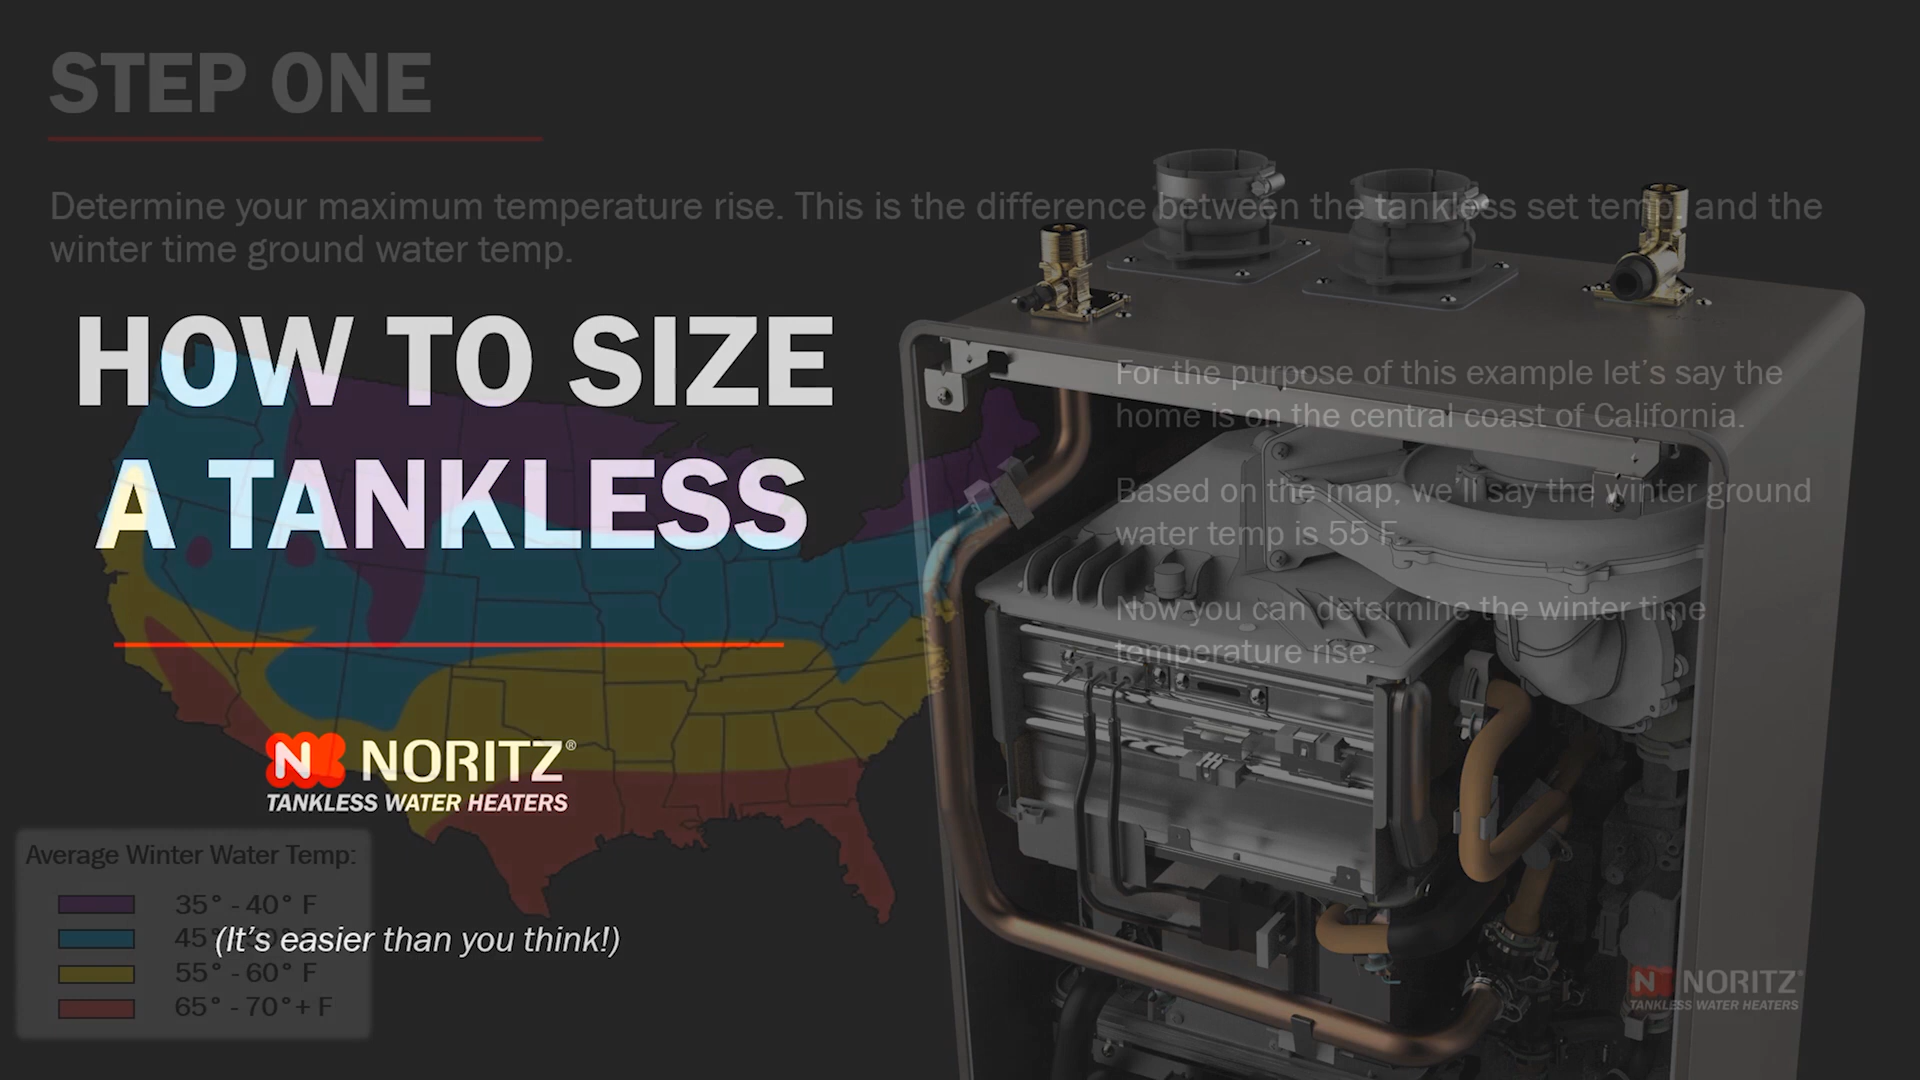 STEP ONE
Determine your maximum temperature rise. This is the difference between the tankless set temp, and the
winter time ground water temp.
HOW TO SIZE
A TANKLESS
For the purpose of this example let's say the
home is on the central coast of California.
Based on the map, we'll say the winter ground
water temp is 55 F.
Now you can determine the winter time
temperature rise:
N NORITZ®
TANKLESS WATER HEATERS
Average Winter Water Temp:
35° - 40° F
45°
(It's easier than you think!)
55° - 60° F
65° - 70°+ F
N NORITZ®
TANKLESS WATER HEATERS